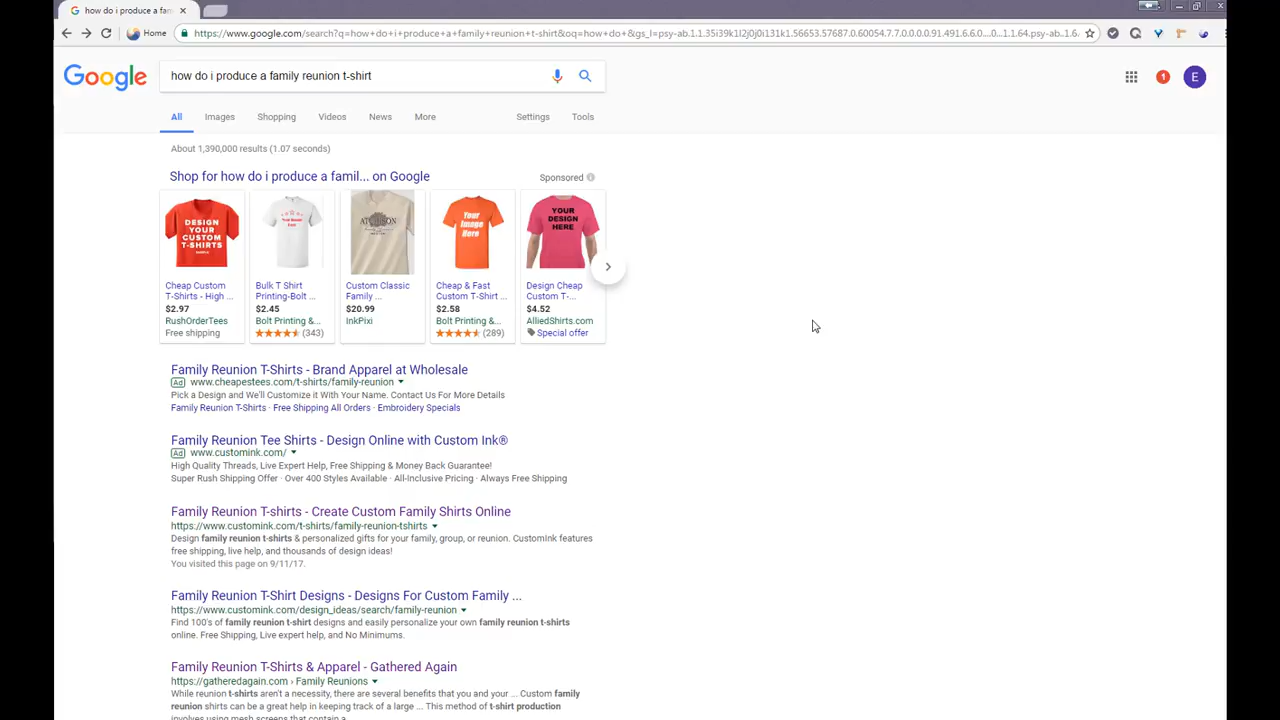 how do i produce a fam
Home
https://www.google.com/search?q=how+do+i+produce+a+family+reunion+t-shirt&oq=how+do+&gs_l=psy-ab.1.1.35i39k1l2j0j0i131k1.56653.57687.0.60054.7.7.0.0.0.0.91.491.6.6.0....0...1.1.64.psy-ab..1.6.
Google
how do i produce a family reunion t-shirt
1
E
All Images Shopping Videos News More Settings Tools
About 1,390,000 results (1.07 seconds)
Shop for how do i produce a famil... on Google
Sponsored
DESIGN YOUR CUSTOM T-SHIRTS
Cheap Custom
T-Shirts - High ...
$2.97
RushOrderTees
Free shipping
Bulk T Shirt
Printing-Bolt ...
$2.45
Bolt Printing &...
(343)
Custom Classic
Family ...
$20.99
InkPixi
Your Image Here
Cheap & Fast
Custom T-Shirt ...
$2.58
Bolt Printing &...
(289)
YOUR DESIGN HERE
Design Cheap
Custom T-...
$4.52
AlliedShirts.com
Special offer
Family Reunion T-Shirts - Brand Apparel at Wholesale
Ad www.cheapestees.com/t-shirts/family-reunion
Pick a Design and We'll Customize it With Your Name. Contact Us For More Details
Family Reunion T-Shirts · Free Shipping All Orders · Embroidery Specials
Family Reunion Tee Shirts - Design Online with Custom Ink®
Ad www.customink.com/
High Quality Threads, Live Expert Help, Free Shipping & Money Back Guarantee!
Super Rush Shipping Offer · Over 400 Styles Available · All-Inclusive Pricing · Always Free Shipping
Family Reunion T-shirts - Create Custom Family Shirts Online
https://www.customink.com/t-shirts/family-reunion-tshirts
Design family reunion t-shirts & personalized gifts for your family, group, or reunion. CustomInk features
free shipping, live help, and thousands of design ideas!
You visited this page on 9/11/17.
Family Reunion T-Shirt Designs - Designs For Custom Family ...
https://www.customink.com/design_ideas/search/family-reunion
Find 100's of family reunion t-shirt designs and easily personalize your own family reunion t-shirts
online. Free Shipping, Live expert help, and No Minimums.
Family Reunion T-Shirts & Apparel - Gathered Again
https://gatheredagain.com › Family Reunions
While reunion t-shirts aren't a necessity, there are several benefits that you and your ... Custom family
reunion shirts can be a great help in keeping track of a large ... This method of t-shirt production
involves using mesh screens that contain a